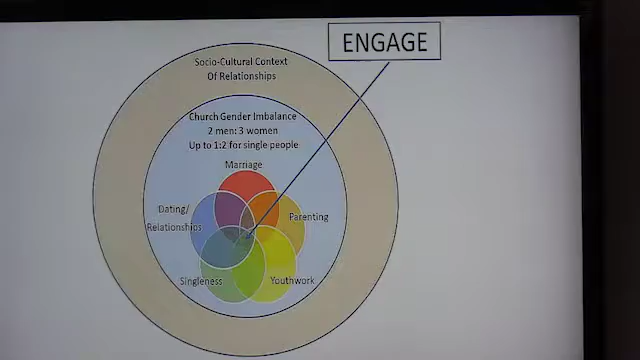 ENGAGE
Socio-Cultural Context
Of Relationships
Church Gender Imbalance
2 men: 3 women
Up to 1:2 for single people
Marriage
Dating/
Relationships
Parenting
Singleness
Youthwork